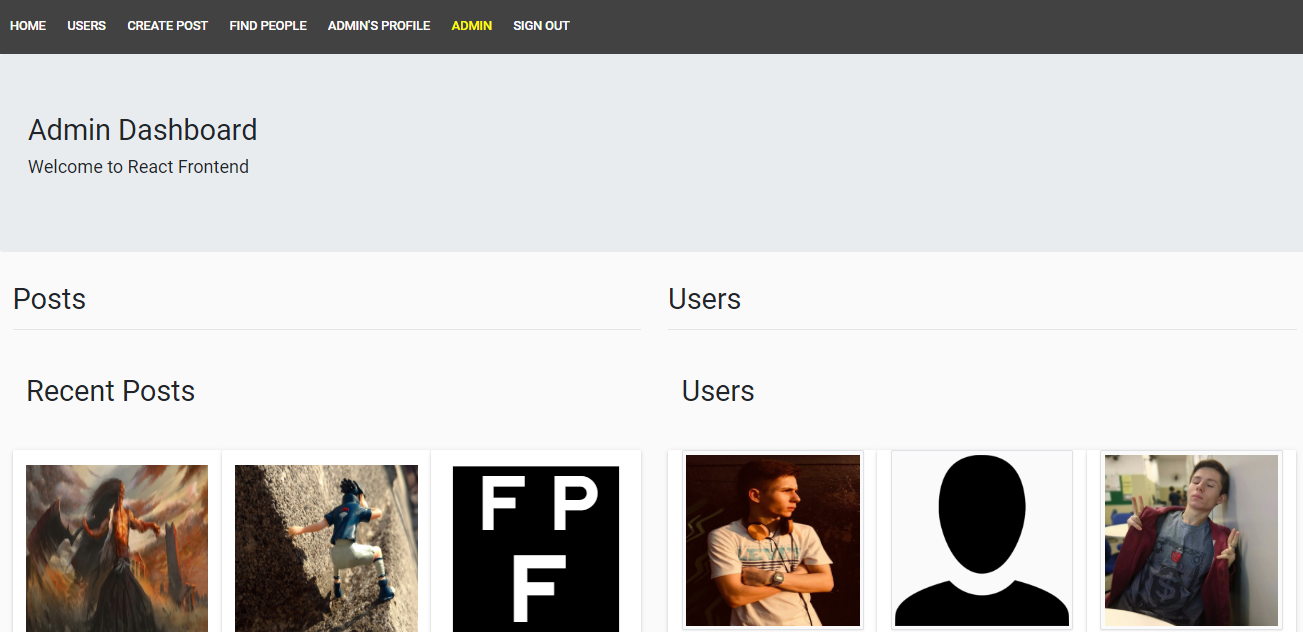 HOME USERS CREATE POST FIND PEOPLE ADMIN'S PROFILE ADMIN SIGN OUT
Admin Dashboard
Welcome to React Frontend
Posts
Users
Recent Posts
Users
F P
F